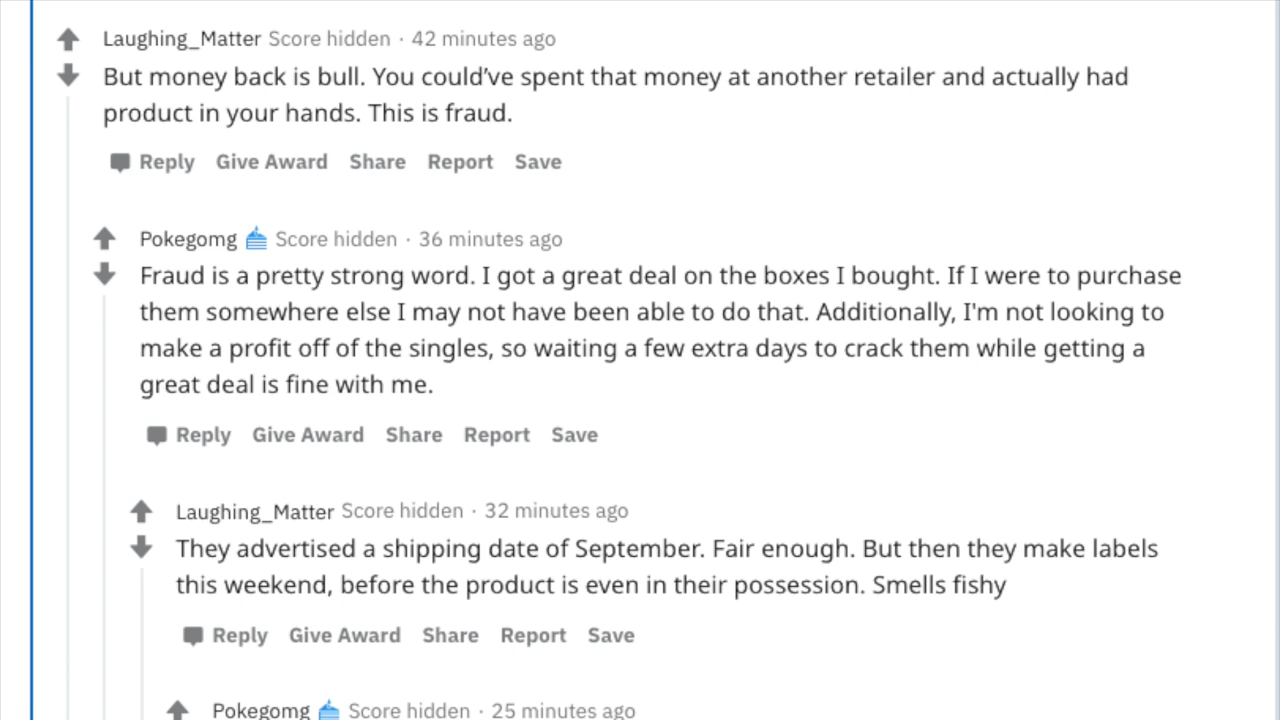 Laughing_Matter Score hidden · 42 minutes ago
But money back is bull. You could’ve spent that money at another retailer and actually had
product in your hands. This is fraud.
Reply Give Award Share Report Save
Pokegomg Score hidden · 36 minutes ago
Fraud is a pretty strong word. I got a great deal on the boxes I bought. If I were to purchase
them somewhere else I may not have been able to do that. Additionally, I'm not looking to
make a profit off of the singles, so waiting a few extra days to crack them while getting a
great deal is fine with me.
Reply Give Award Share Report Save
Laughing_Matter Score hidden · 32 minutes ago
They advertised a shipping date of September. Fair enough. But then they make labels
this weekend, before the product is even in their possession. Smells fishy
Reply Give Award Share Report Save
Pokegomg Score hidden · 25 minutes ago